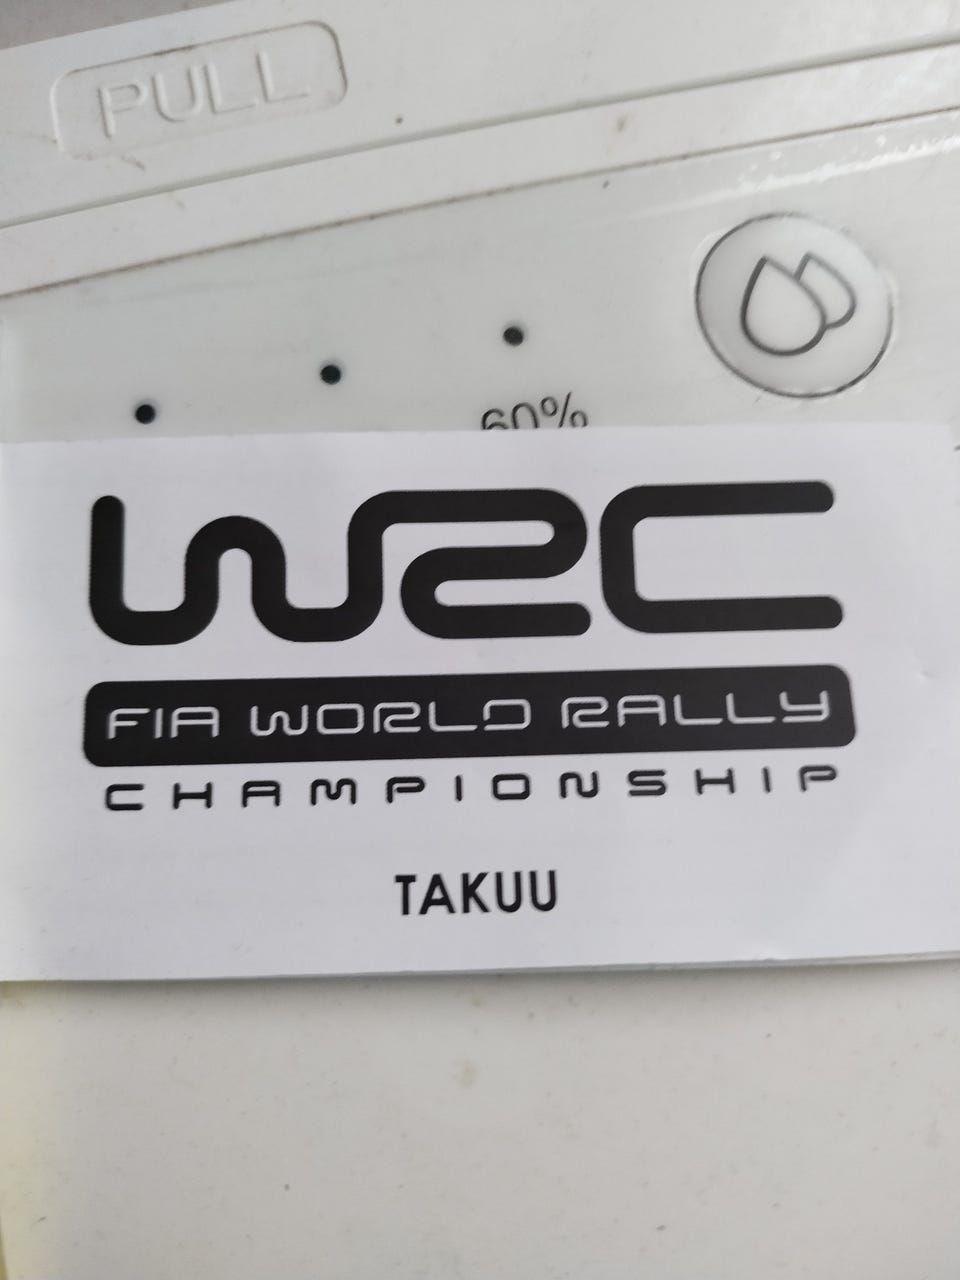 PULL
60%
WRC
FIA WORLD RALLY
CHAMPIONSHIP
TAKUU